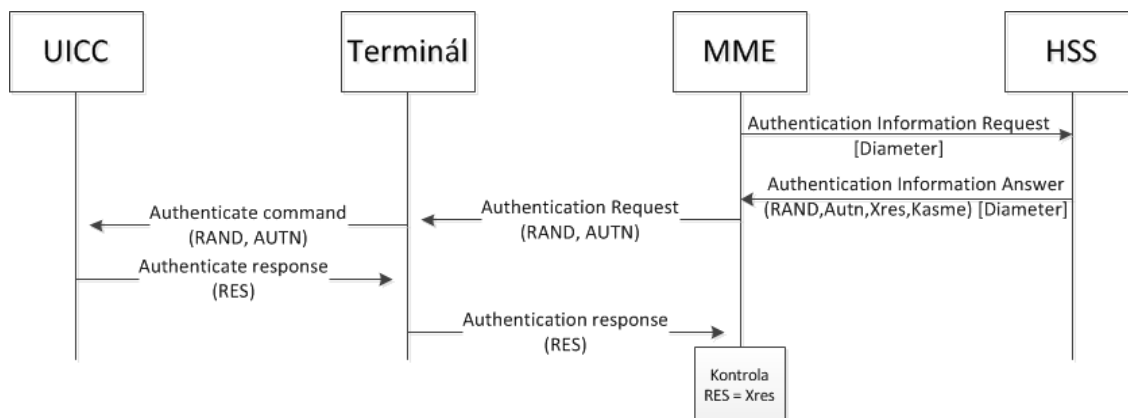 UICC
Terminál
MME
HSS
Authentication Information Request
[Diameter]
Authentication Information Answer
(RAND,Autn,Xres,Kasme) [Diameter]
Authentication Request
(RAND, AUTN)
Authenticate command
(RAND, AUTN)
Authenticate response
(RES)
Authentication response
(RES)
Kontrola
RES = Xres